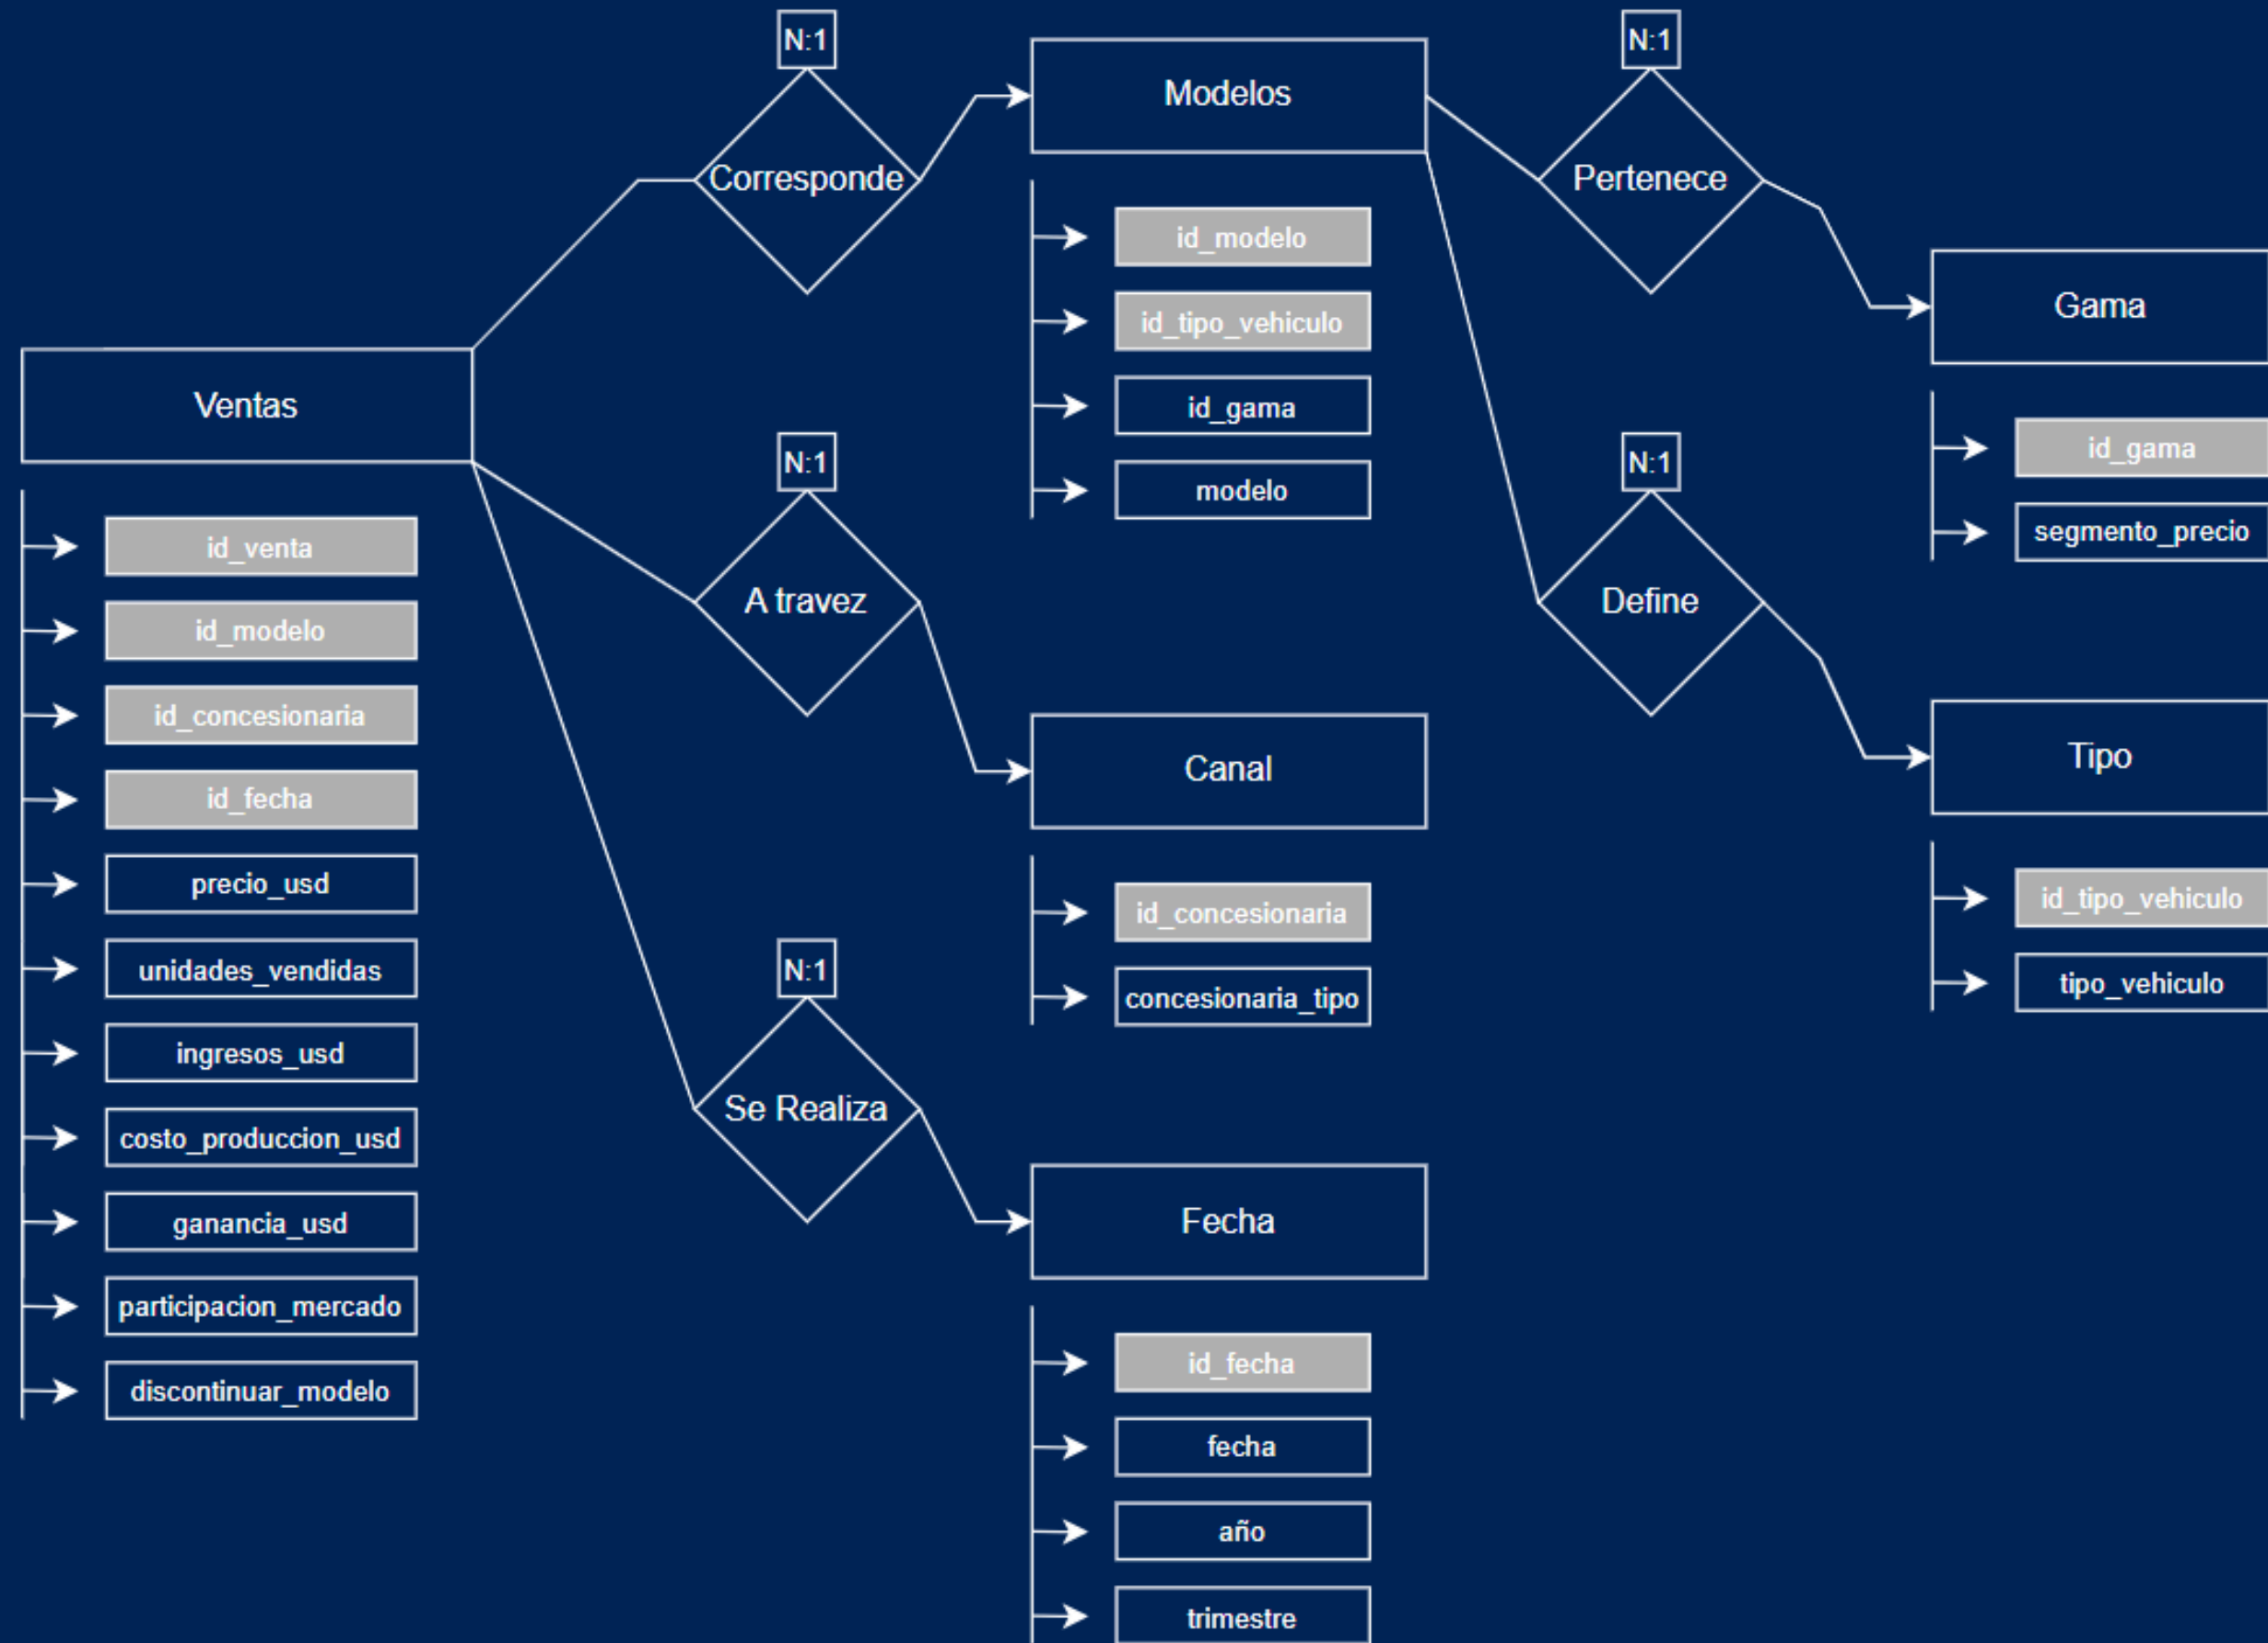 N:1
Corresponde
Modelos
id_modelo
id_tipo_vehiculo
id_gama
modelo
N:1
Pertenece
Gama
id_gama
segmento_precio
Ventas
id_venta
id_modelo
id_concesionaria
id_fecha
precio_usd
unidades_vendidas
ingresos_usd
costo_produccion_usd
ganancia_usd
participacion_mercado
discontinuar_modelo
N:1
A travez
Canal
id_concesionaria
concesionaria_tipo
N:1
Define
Tipo
id_tipo_vehiculo
tipo_vehiculo
N:1
Se Realiza
Fecha
id_fecha
fecha
año
trimestre